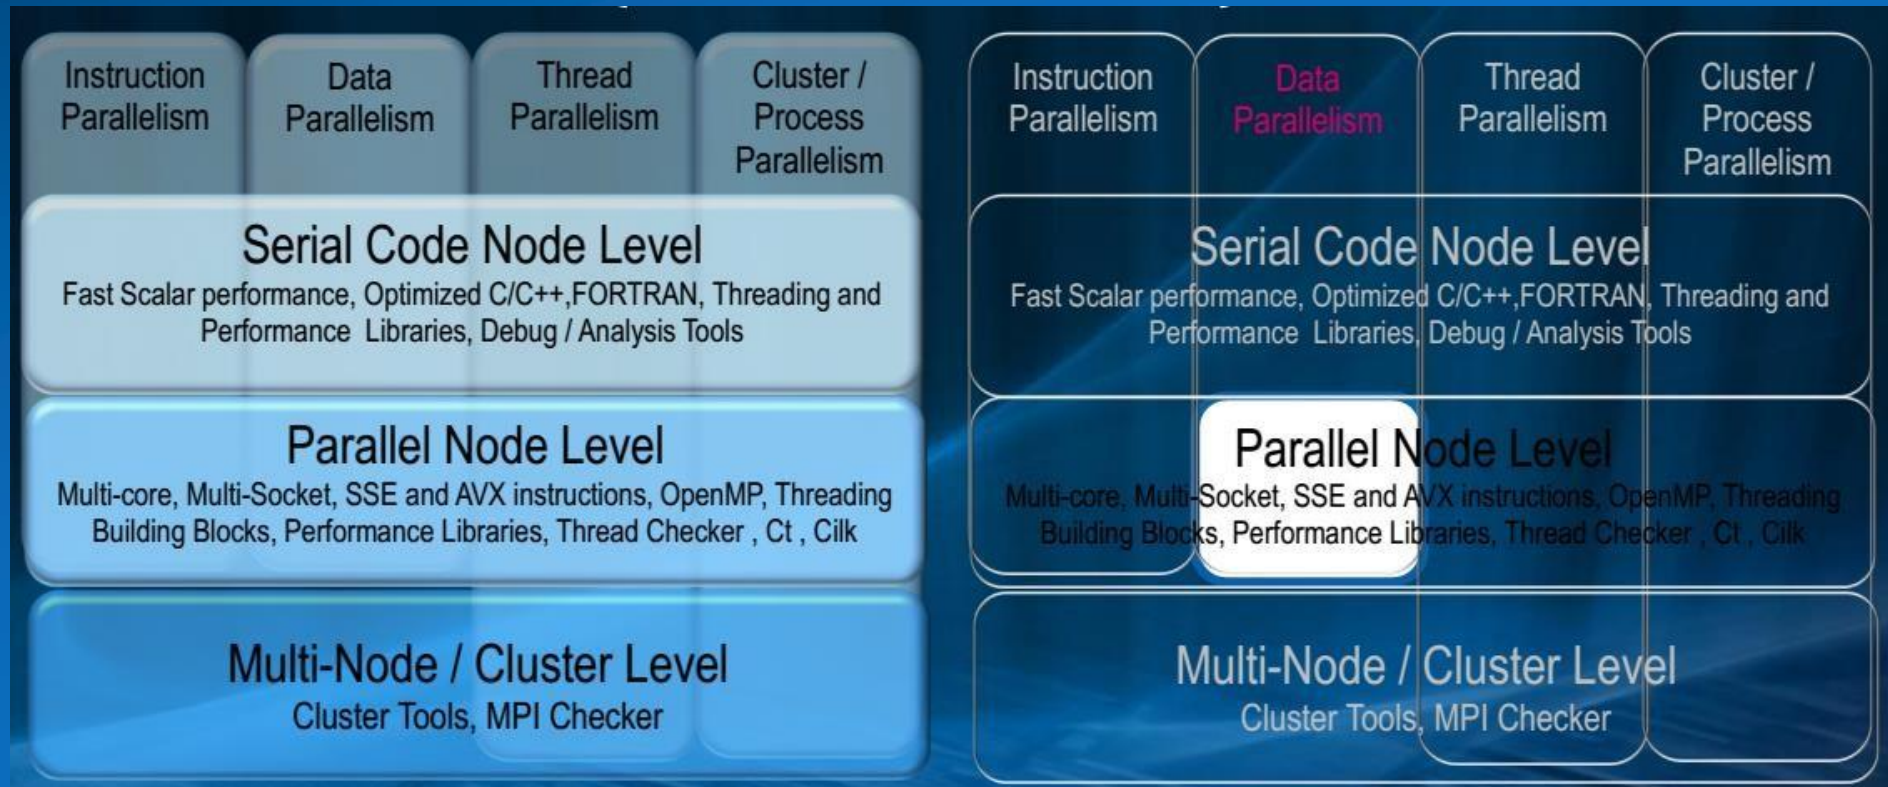 Instruction
Parallelism
Data
Parallelism
Thread
Parallelism
Cluster /
Process
Parallelism
Serial Code Node Level
Fast Scalar performance, Optimized C/C++,FORTRAN, Threading and
Performance Libraries, Debug / Analysis Tools
Parallel Node Level
Multi-core, Multi-Socket, SSE and AVX instructions, OpenMP, Threading
Building Blocks, Performance Libraries, Thread Checker , Ct , Cilk
Multi-Node / Cluster Level
Cluster Tools, MPI Checker
Instruction
Parallelism
Data
Parallelism
Thread
Parallelism
Cluster /
Process
Parallelism
Serial Code Node Level
Fast Scalar performance, Optimized C/C++,FORTRAN, Threading and
Performance Libraries, Debug / Analysis Tools
Parallel Node Level
Multi-core, Multi-Socket, SSE and AVX instructions, OpenMP, Threading
Building Blocks, Performance Libraries, Thread Checker , Ct , Cilk
Multi-Node / Cluster Level
Cluster Tools, MPI Checker